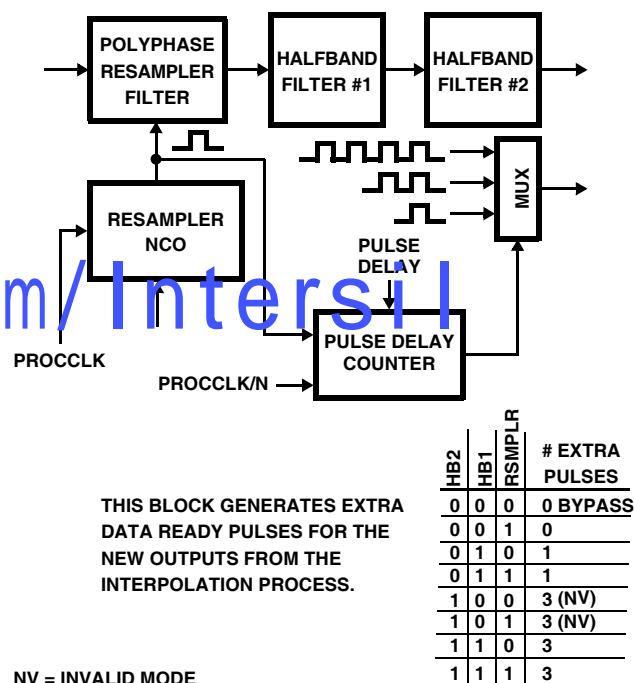 POLYPHASE
RESAMPLER
FILTER
HALFBAND
FILTER #1
HALFBAND
FILTER #2
MUX
RESAMPLER
NCO
PULSE
DELAY
m/Intersil
PULSE DELAY
COUNTER
PROCCLK
PROCCLK/N
HB2 HB1 RSMPLR # EXTRA
PULSES
0 0 0 0 BYPASS
0 0 1 0
0 1 0 1
0 1 1 1
1 0 0 3 (NV)
1 0 1 3 (NV)
1 1 0 3
1 1 1 3
THIS BLOCK GENERATES EXTRA
DATA READY PULSES FOR THE
NEW OUTPUTS FROM THE
INTERPOLATION PROCESS.
NV = INVALID MODE